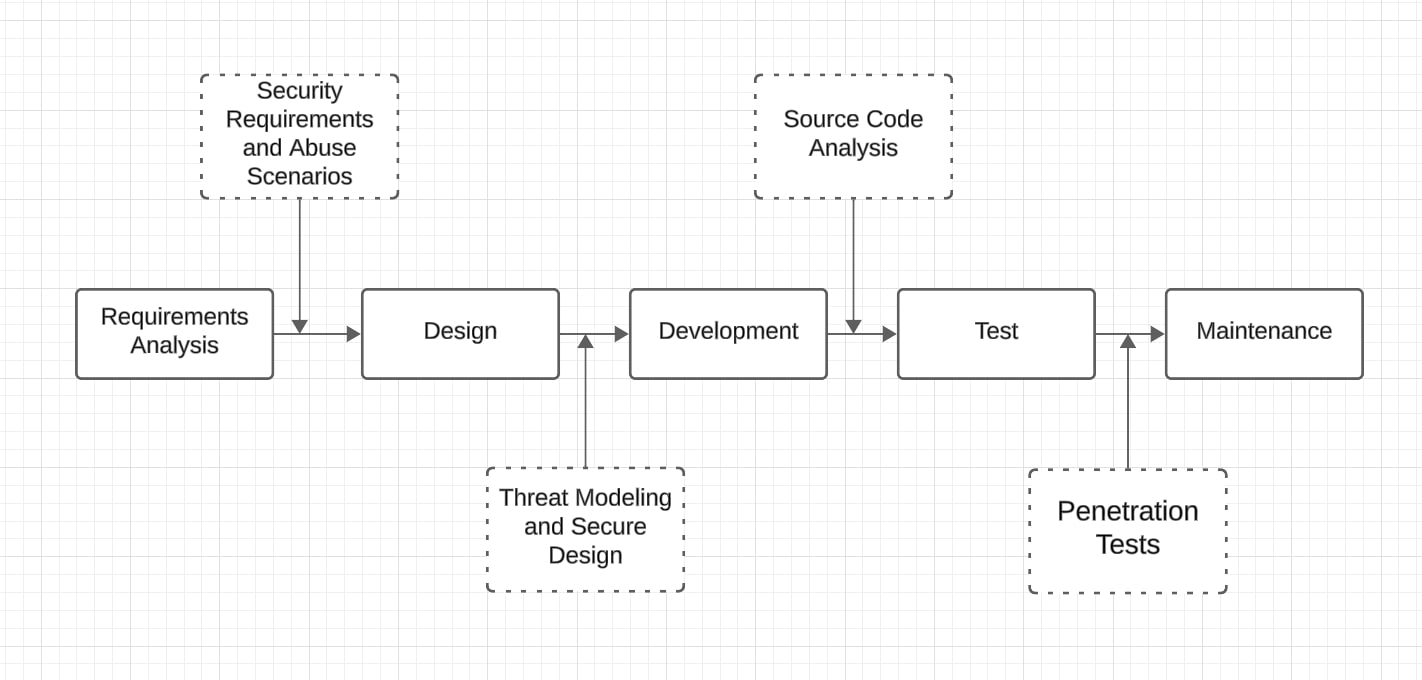 Security
Requirements
and Abuse
Scenarios
Source Code
Analysis
Requirements
Analysis
Design
Development
Test
Maintenance
Threat Modeling
and Secure
Design
Penetration
Tests